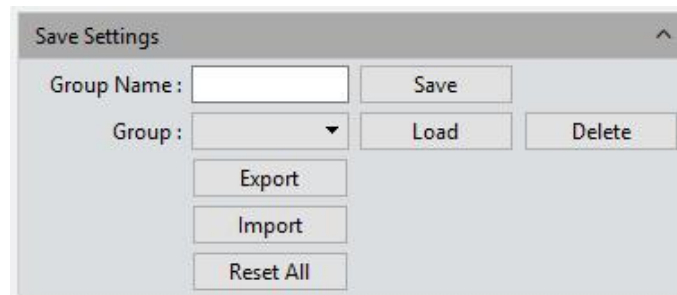 Save Settings
Group Name : Save
Group : Load Delete
Export
Import
Reset All